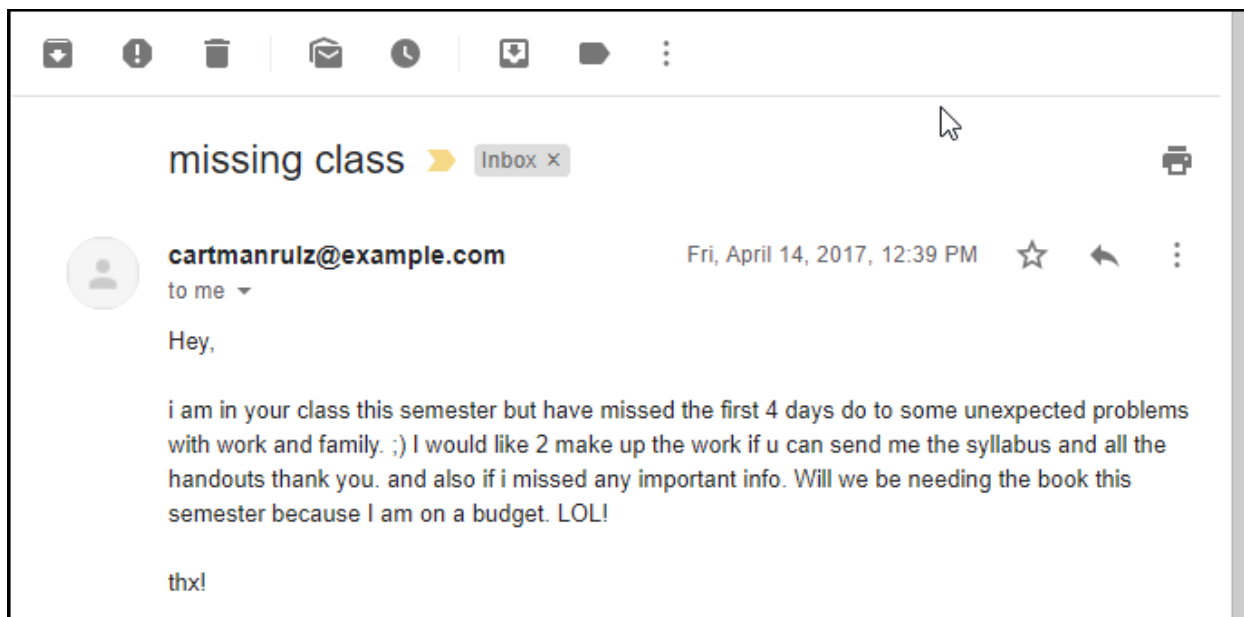 missing class Inbox ×
cartmanrulz@example.com Fri, April 14, 2017, 12:39 PM
to me
Hey,
i am in your class this semester but have missed the first 4 days do to some unexpected problems
with work and family. ;) I would like 2 make up the work if u can send me the syllabus and all the
handouts thank you. and also if i missed any important info. Will we be needing the book this
semester because I am on a budget. LOL!
thx!